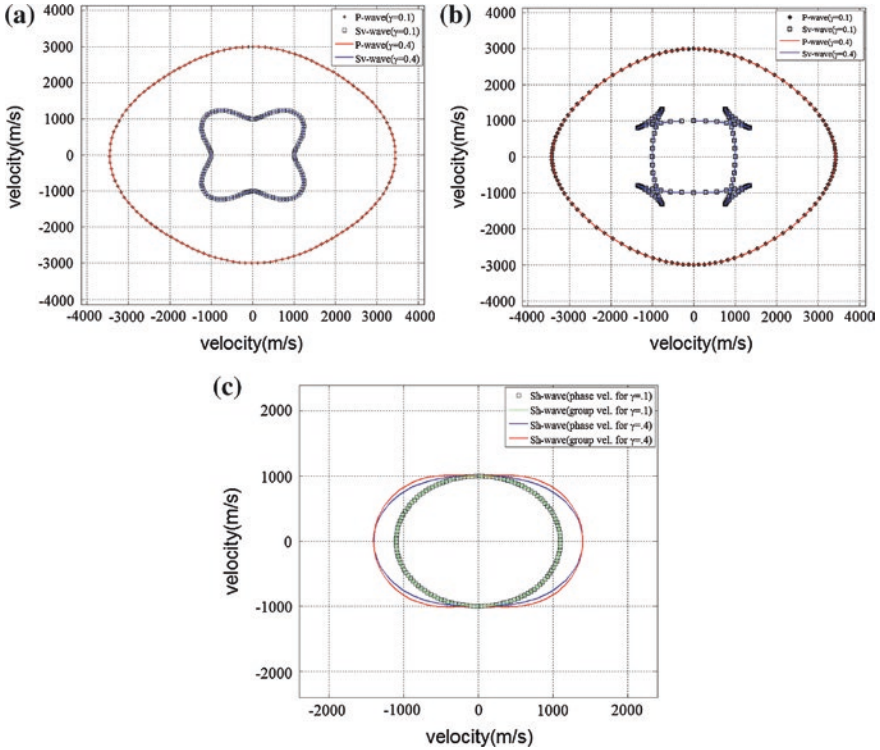 (a)
P-wave(γ=0.1)
Sv-wave(γ=0.1)
P-wave(γ=0.4)
Sv-wave(γ=0.4)
4000
3000
2000
1000
0
-1000
-2000
-3000
-4000
velocity(m/s)
-4000 -3000 -2000 -1000 0 1000 2000 3000 4000
velocity(m/s)
(b)
P-wave(γ=0.1)
Sv-wave(γ=0.1)
P-wave(γ=0.4)
Sv-wave(γ=0.4)
4000
3000
2000
1000
0
-1000
-2000
-3000
-4000
velocity(m/s)
-4000 -3000 -2000 -1000 0 1000 2000 3000 4000
velocity(m/s)
(c)
Sh-wave(phase vel. for γ=.1)
Sh-wave(group vel. for γ=.1)
Sh-wave(phase vel. for γ=.4)
Sh-wave(group vel. for γ=.4)
2000
1000
0
-1000
-2000
velocity(m/s)
-2000 -1000 0 1000 2000
velocity(m/s)